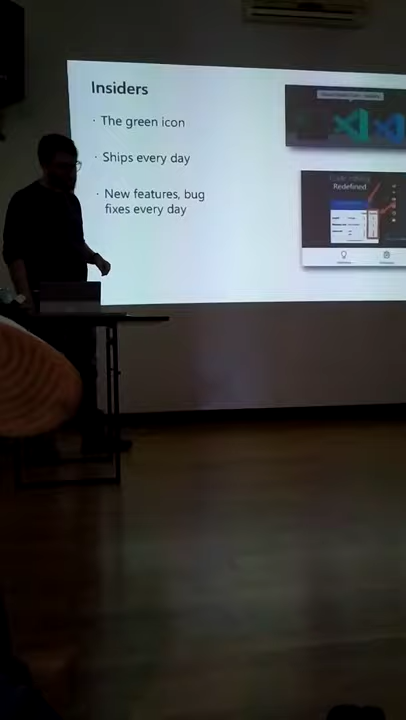 Insiders
· The green icon
· Ships every day
· New features, bug
fixes every day
Code editing
Redefined